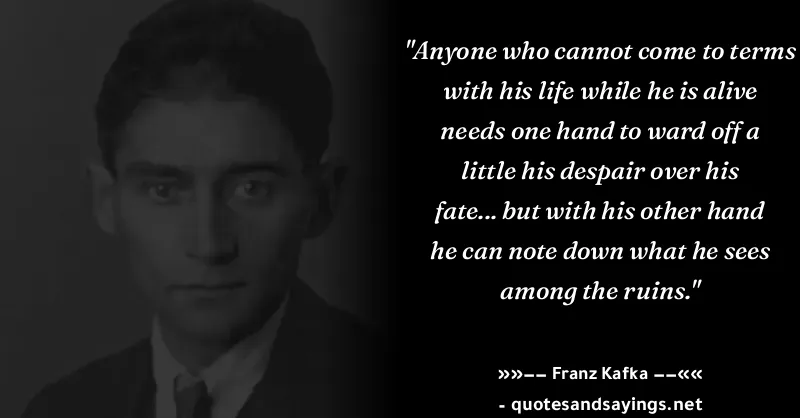 "Anyone who cannot come to terms
with his life while he is alive
needs one hand to ward off a
little his despair over his
fate... but with his other hand
he can note down what he sees
among the ruins."
»»−− Franz Kafka −−««
- quotesandsayings.net